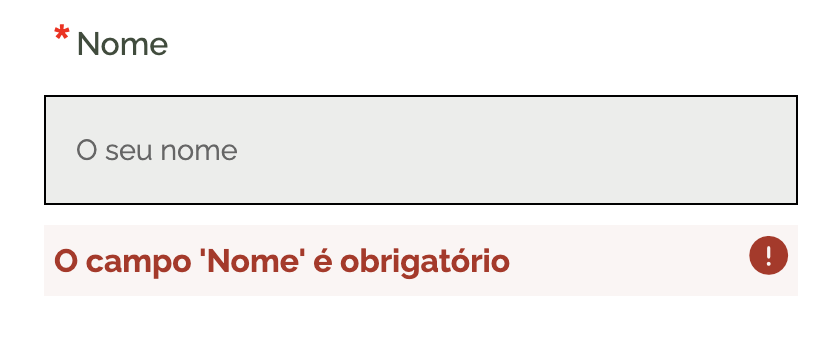 * Nome
O seu nome
O campo 'Nome' é obrigatório